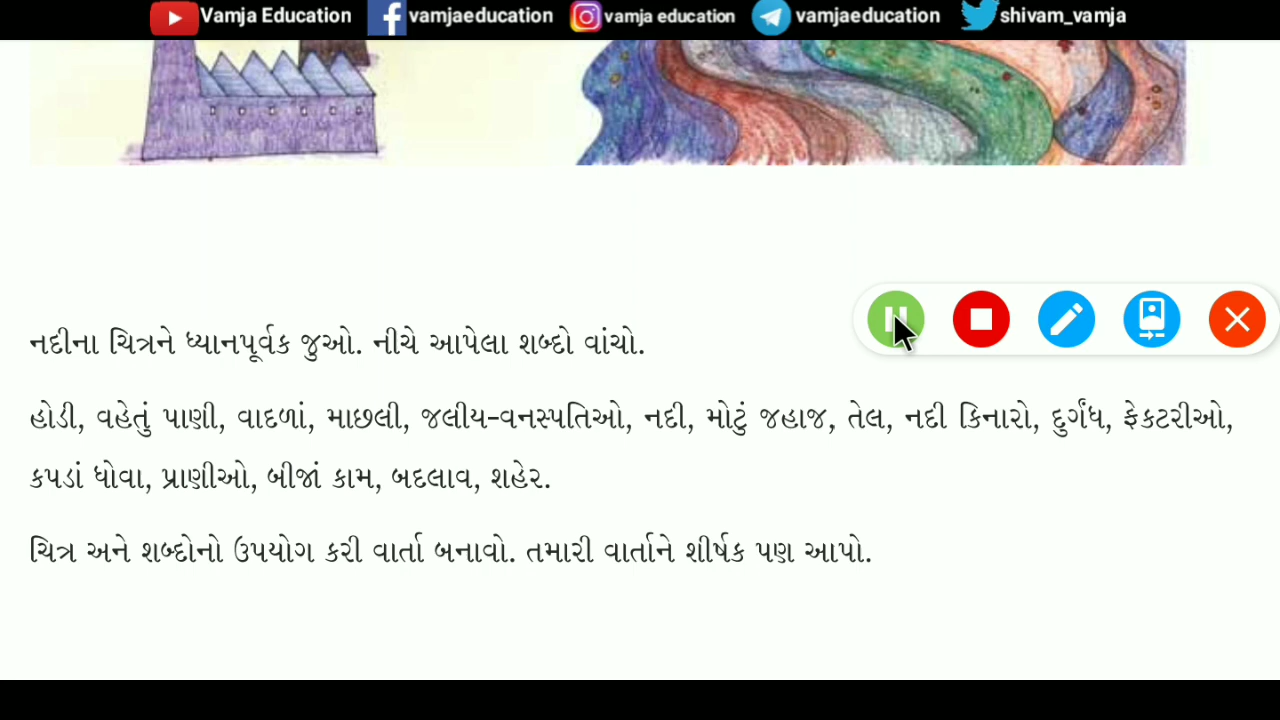 Vamja Education vamjaeducation vamja education vamjaeducation shivam_vamja
નદીના ચિત્રને ધ્યાનપૂર્વક જુઓ. નીચે આપેલા શબ્દો વાંચો.
હોડી, વહેતું પાણી, વાદળાં, માછલી, જલીય-વનસ્પતિઓ, નદી, મોટું જહાજ, તેલ, નદી કિનારો, દુર્ગંધ, ફેકટરીઓ,
કપડાં ધોવા, પ્રાણીઓ, બીજાં કામ, બદલાવ, શહેર.
ચિત્ર અને શબ્દોનો ઉપયોગ કરી વાર્તા બનાવો. તમારી વાર્તાને શીર્ષક પણ આપો.